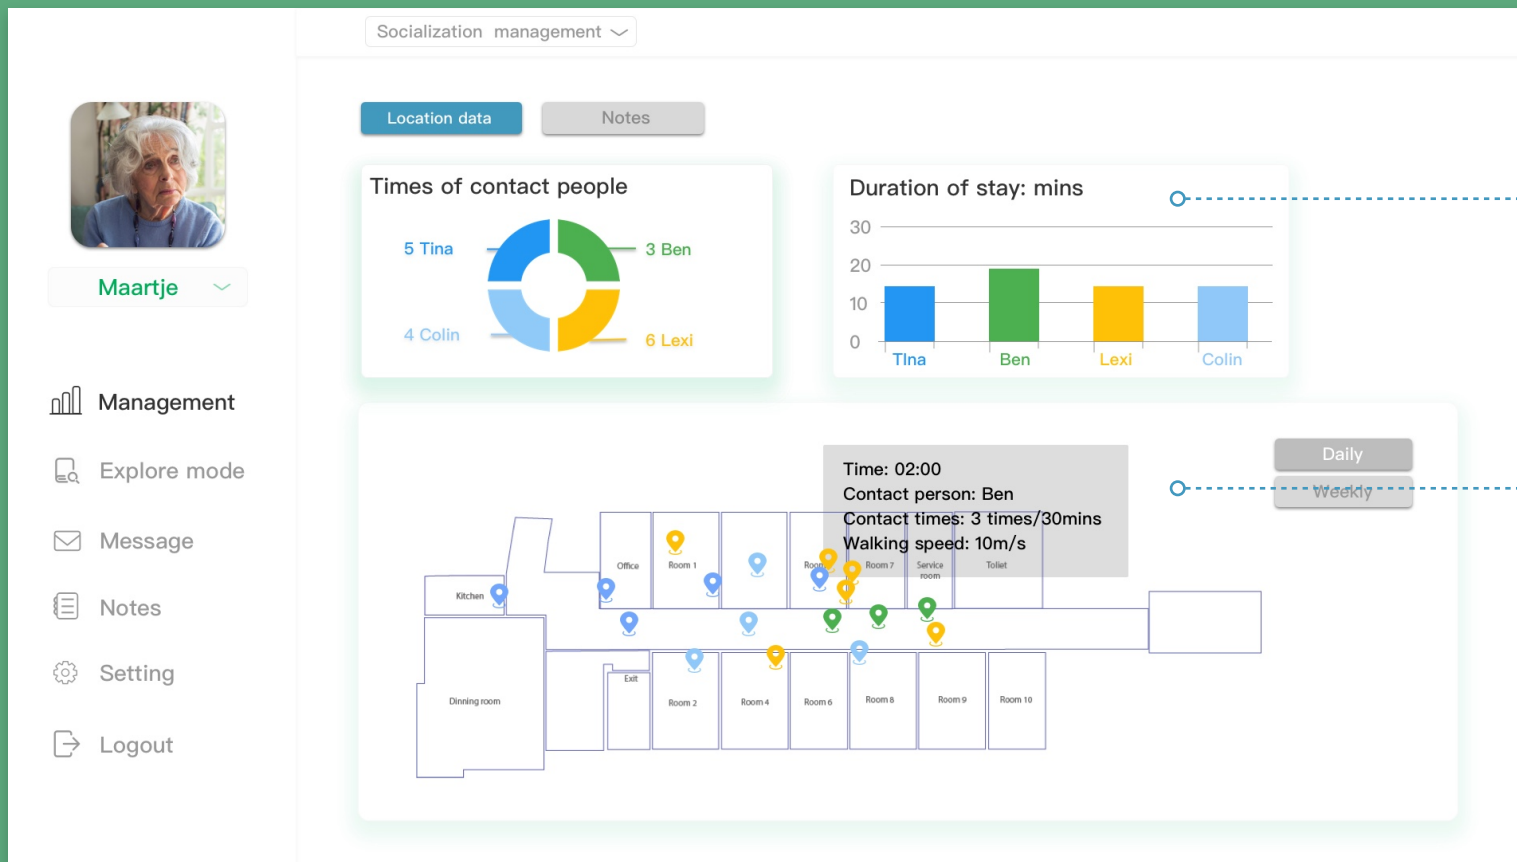 Socialization management
Maartje
Management
Explore mode
Message
Notes
Setting
Logout
Location data
Notes
Times of contact people
5 Tina
3 Ben
4 Colin
6 Lexi
Duration of stay: mins
30
20
10
0
TIna
Ben
Lexi
Colin
Daily
Weekly
Time: 02:00
Contact person: Ben
Contact times: 3 times/30mins
Walking speed: 10m/s
Kitchen
Office
Room 1
Room
Room 7
Service
room
Toilet
Dinning room
Exit
Room 2
Room 4
Room 6
Room 8
Room 9
Room 10